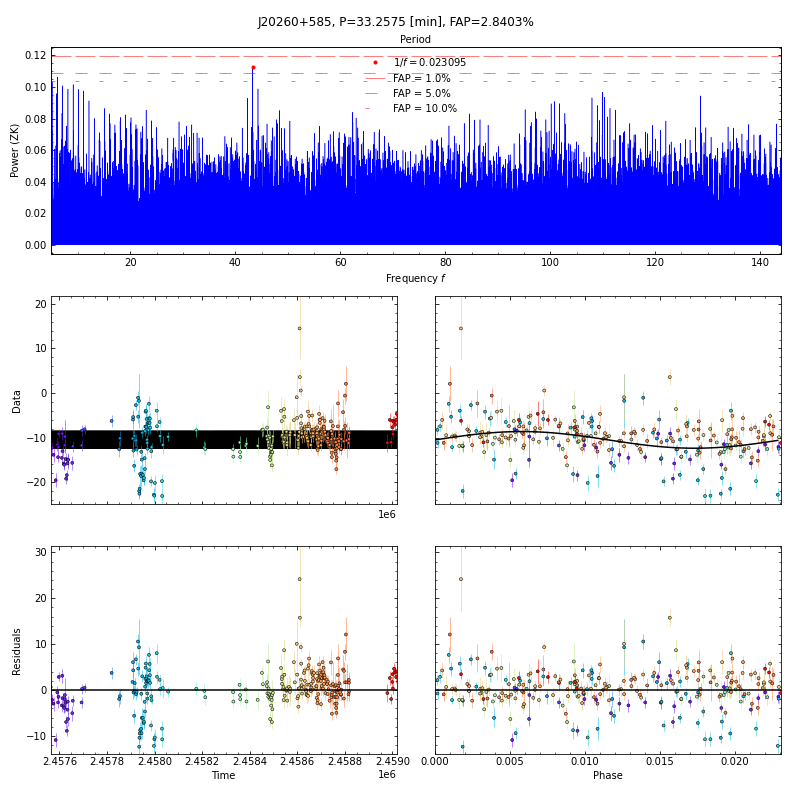 J20260+585, P=33.2575 [min], FAP=2.8403%
Period
0.12
0.10
0.08
0.06
0.04
0.02
0.00
Power (ZK)
1/f = 0.023095
FAP = 1.0%
FAP = 5.0%
FAP = 10.0%
20 40 60 80 100 120 140
Frequency f
20
10
0
−10
−20
Data
1e6
30
20
10
0
−10
Residuals
2.4576 2.4578 2.4580 2.4582 2.4584 2.4586 2.4588 2.4590
Time
1e6
0.000 0.005 0.010 0.015 0.020
Phase